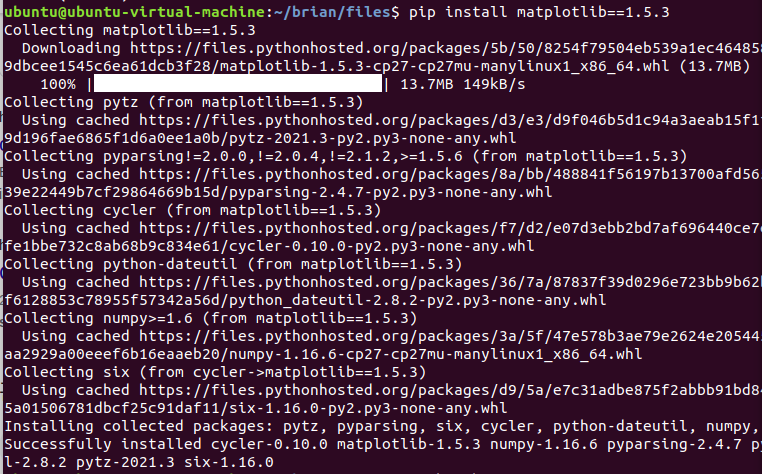 ubuntu@ubuntu-virtual-machine:~/brian/files$ pip install matplotlib==1.5.3
Collecting matplotlib==1.5.3
Downloading https://files.pythonhosted.org/packages/5b/50/8254f79504eb539a1ec464858
9dbcee1545c6ea61dcb3f28/matplotlib-1.5.3-cp27-cp27mu-manylinux1_x86_64.whl (13.7MB)
100% |████████████████████████████████| 13.7MB 149kB/s
Collecting pytz (from matplotlib==1.5.3)
Using cached https://files.pythonhosted.org/packages/d3/e3/d9f046b5d1c94a3aeab15f1f
9d196fae6865f1d6a0ee1a0b/pytz-2021.3-py2.py3-none-any.whl
Collecting pyparsing!=2.0.0,!=2.0.4,!=2.1.2,>=1.5.6 (from matplotlib==1.5.3)
Using cached https://files.pythonhosted.org/packages/8a/bb/488841f56197b13700afd56
39e22449b7cf29864669b15d/pyparsing-2.4.7-py2.py3-none-any.whl
Collecting cycler (from matplotlib==1.5.3)
Using cached https://files.pythonhosted.org/packages/f7/d2/e07d3ebb2bd7af696440ce7
fe1bbe732c8ab68b9c834e61/cycler-0.10.0-py2.py3-none-any.whl
Collecting python-dateutil (from matplotlib==1.5.3)
Using cached https://files.pythonhosted.org/packages/36/7a/87837f39d0296e723bb9b62b
f6128853c78955f57342a56d/python_dateutil-2.8.2-py2.py3-none-any.whl
Collecting numpy>=1.6 (from matplotlib==1.5.3)
Using cached https://files.pythonhosted.org/packages/3a/5f/47e578b3ae79e2624e20544
aa2929a00eeef6b16eaaeb20/numpy-1.16.6-cp27-cp27mu-manylinux1_x86_64.whl
Collecting six (from cycler->matplotlib==1.5.3)
Using cached https://files.pythonhosted.org/packages/d9/5a/e7c31adbe875f2abbb91bd84
5a01506781dbcf25c91daf11/six-1.16.0-py2.py3-none-any.whl
Installing collected packages: pytz, pyparsing, six, cycler, python-dateutil, numpy,
Successfully installed cycler-0.10.0 matplotlib-1.5.3 numpy-1.16.6 pyparsing-2.4.7 py
l-2.8.2 pytz-2021.3 six-1.16.0